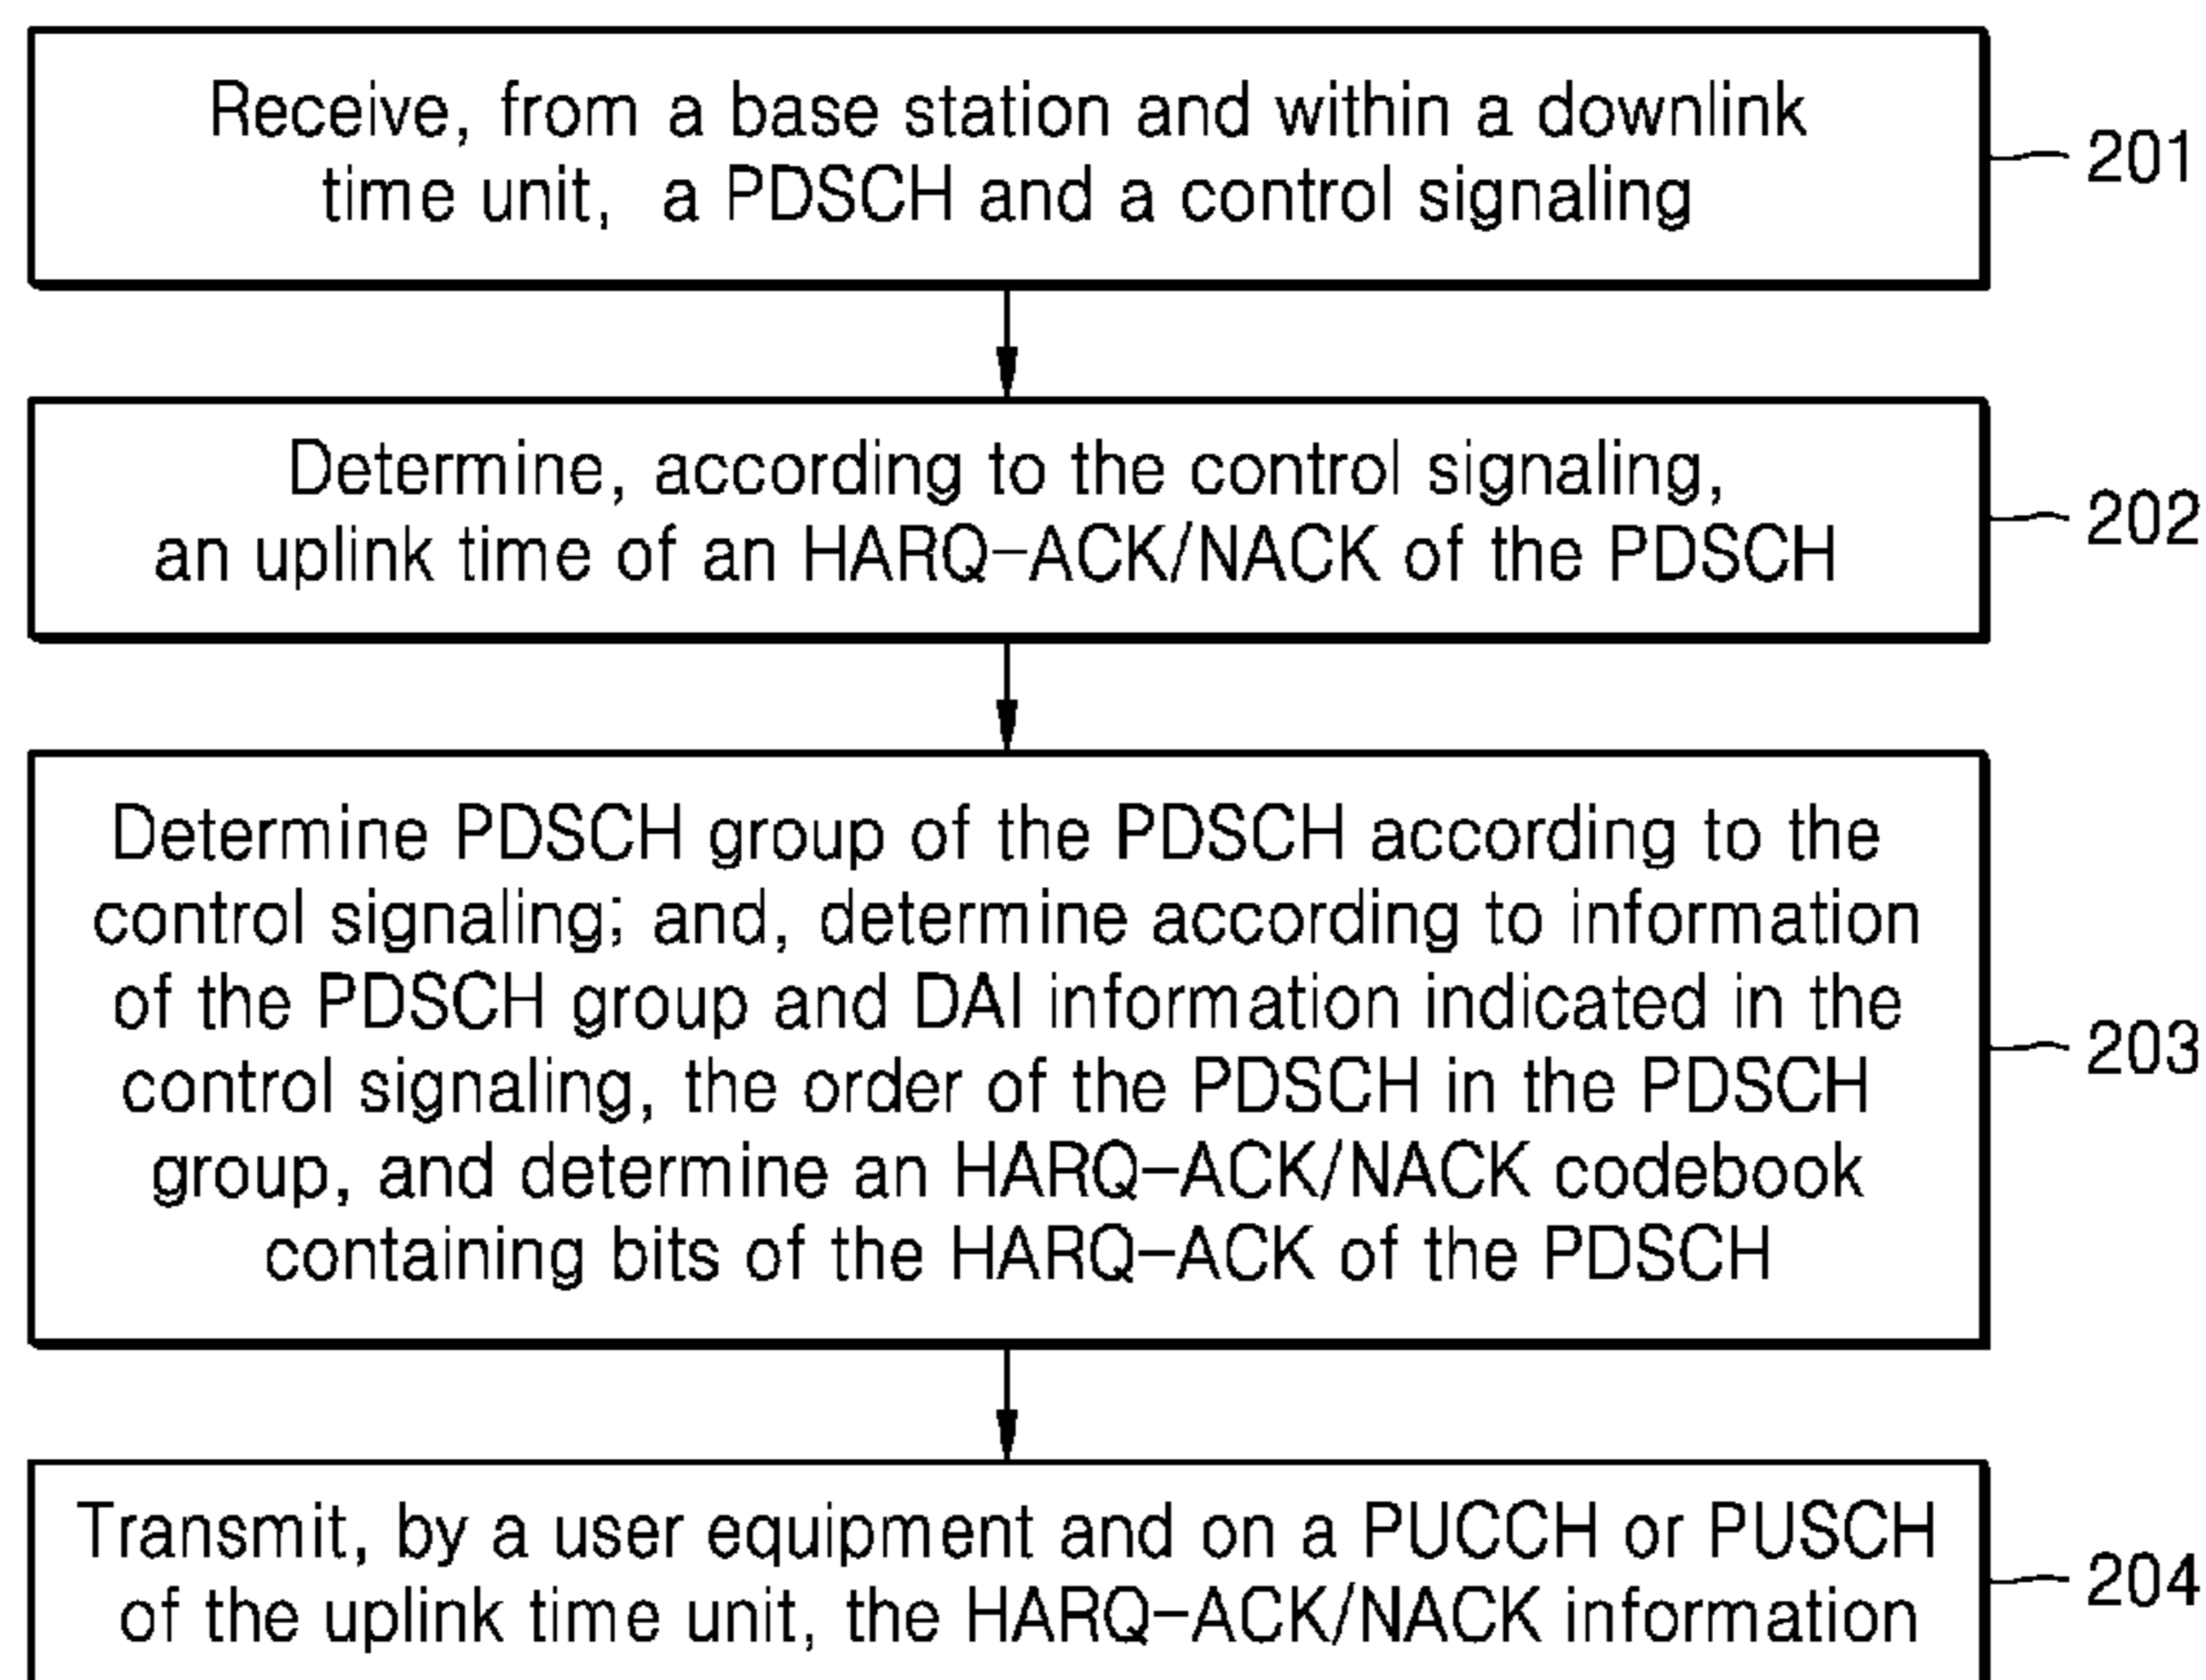 Receive, from a base station and within a downlink
time unit, a PDSCH and a control signaling
201
Determine, according to the control signaling,
an uplink time of an HARQ-ACK/NACK of the PDSCH
202
Determine PDSCH group of the PDSCH according to the
control signaling; and, determine according to information
of the PDSCH group and DAI information indicated in the
control signaling, the order of the PDSCH in the PDSCH
group, and determine an HARQ-ACK/NACK codebook
containing bits of the HARQ-ACK of the PDSCH
203
Transmit, by a user equipment and on a PUCCH or PUSCH
of the uplink time unit, the HARQ-ACK/NACK information
204